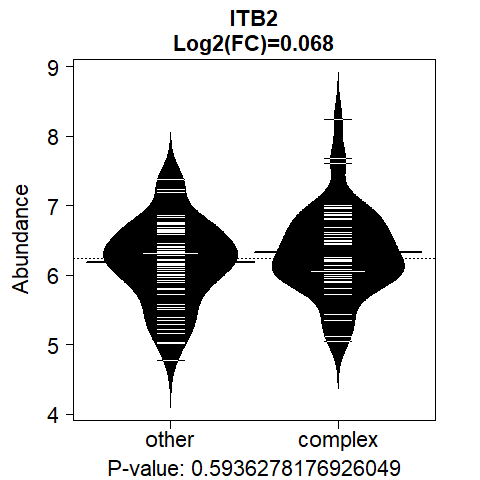 ITB2
Log2(FC)=0.068
Abundance
9
8
7
6
5
4
other complex
P-value: 0.5936278176926049